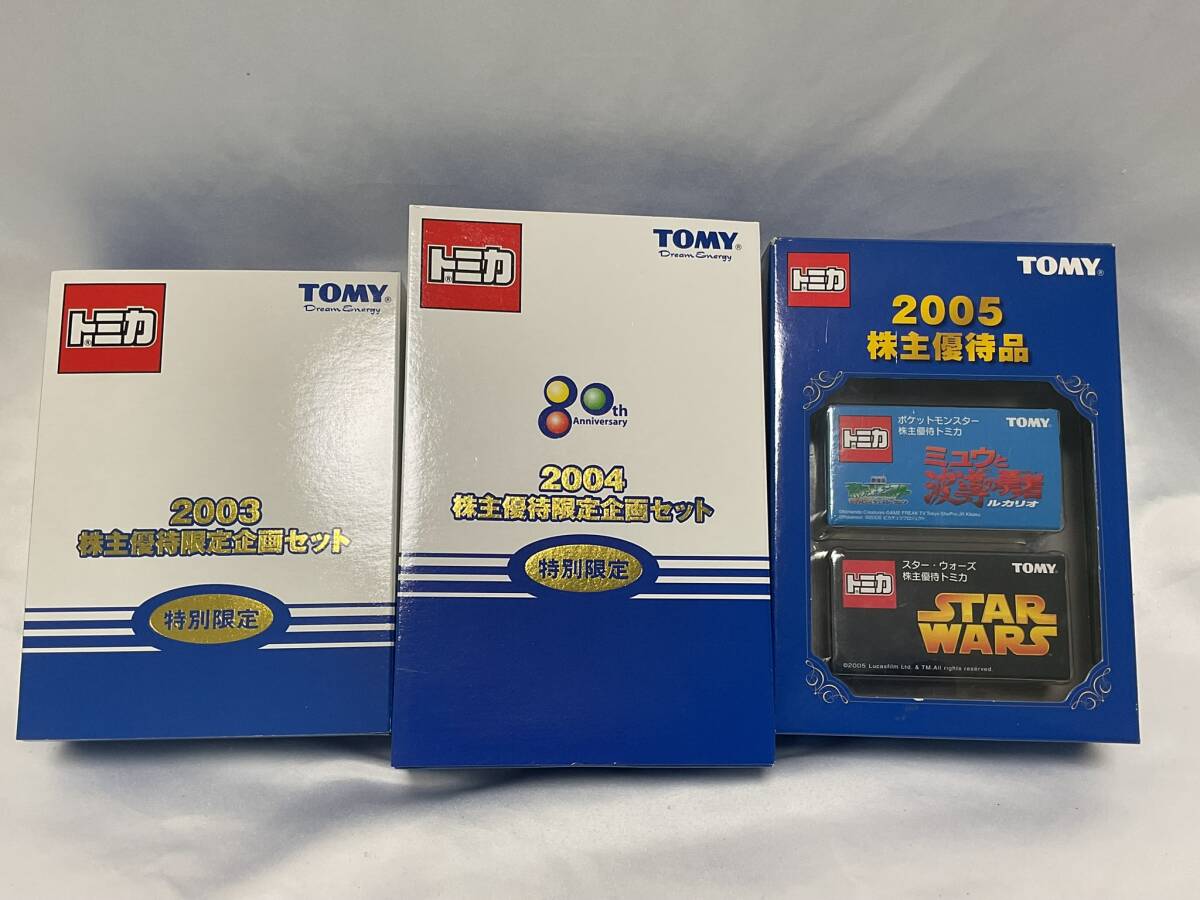 トミカ
TOMY
Dream Energy
2003
株主優待限定企画セット
特別限定
トミカ
TOMY
Dream Energy
80th
Anniversary
2004
株主優待限定企画セット
特別限定
トミカ
TOMY
2005
株主優待品
トミカ
ポケットモンスター
株主優待トミカ
TOMY
ミュウと
波導の勇者
ルカリオ
トミカ
スター・ウォーズ
株主優待トミカ
TOMY
STAR
WARS
©2005 Lucasfilm Ltd. & TM. All rights reserved.